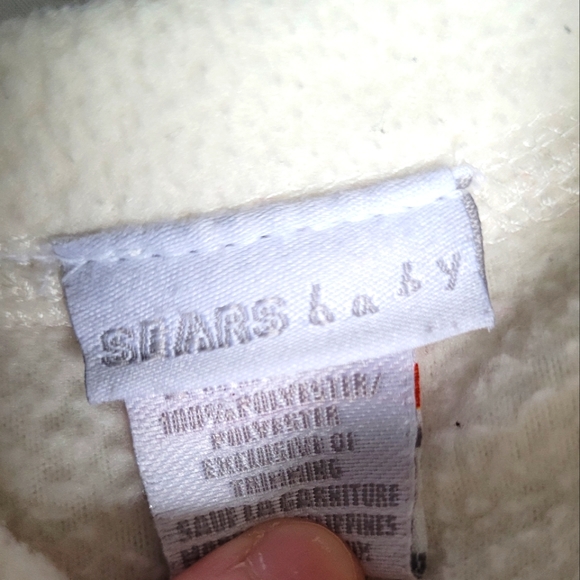 SEARS baby
100% POLYESTER/
POLYESTER
EXCLUSIVE OF
TRIMMING
SAUF LA GARNITURE